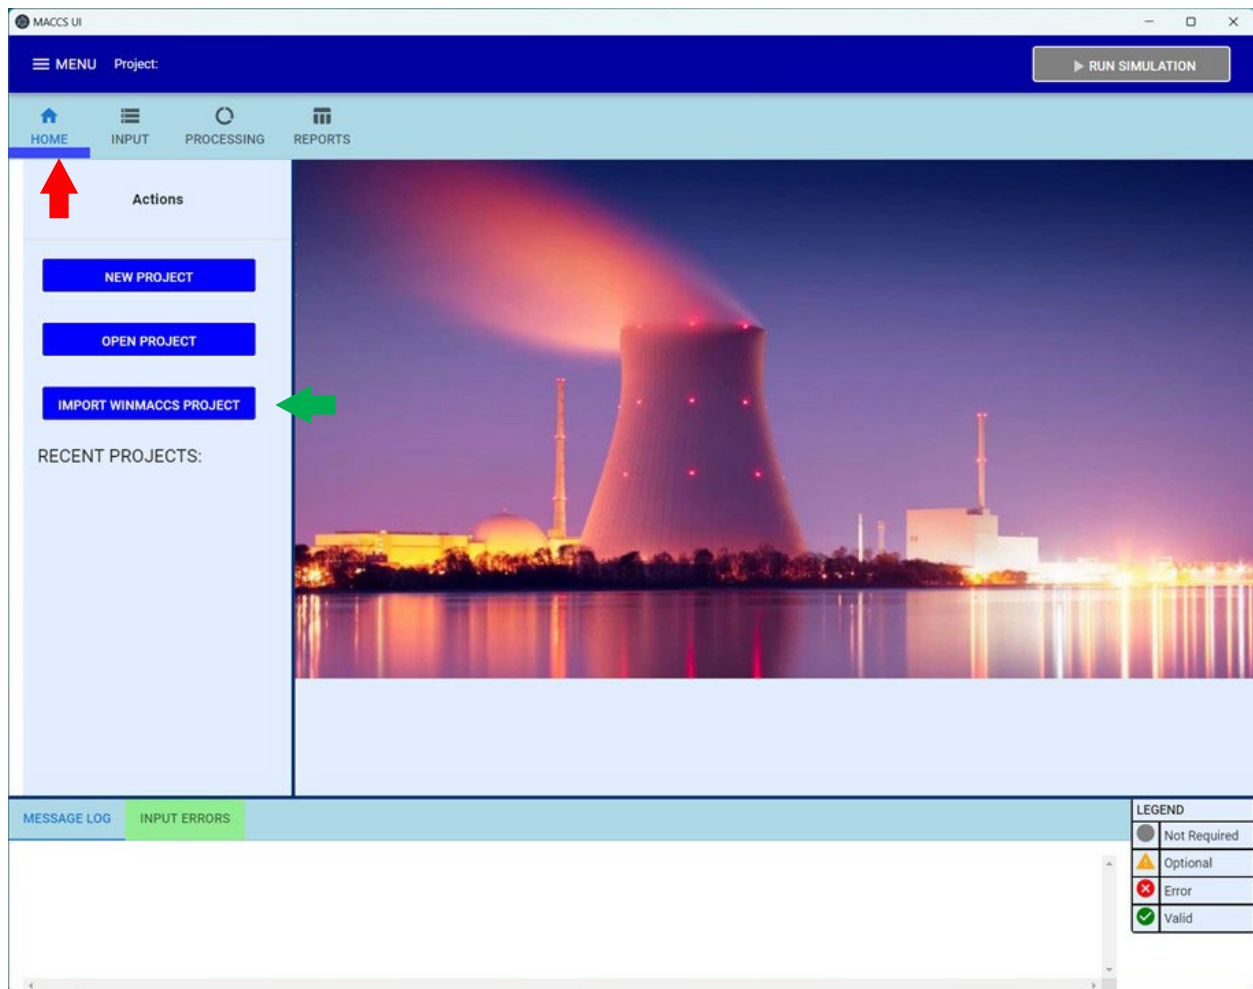 MACCS UI
MENU Project:
RUN SIMULATION
HOME INPUT PROCESSING REPORTS
Actions
NEW PROJECT
OPEN PROJECT
IMPORT WINMACCS PROJECT
RECENT PROJECTS:
MESSAGE LOG INPUT ERRORS
LEGEND
Not Required
Optional
Error
Valid